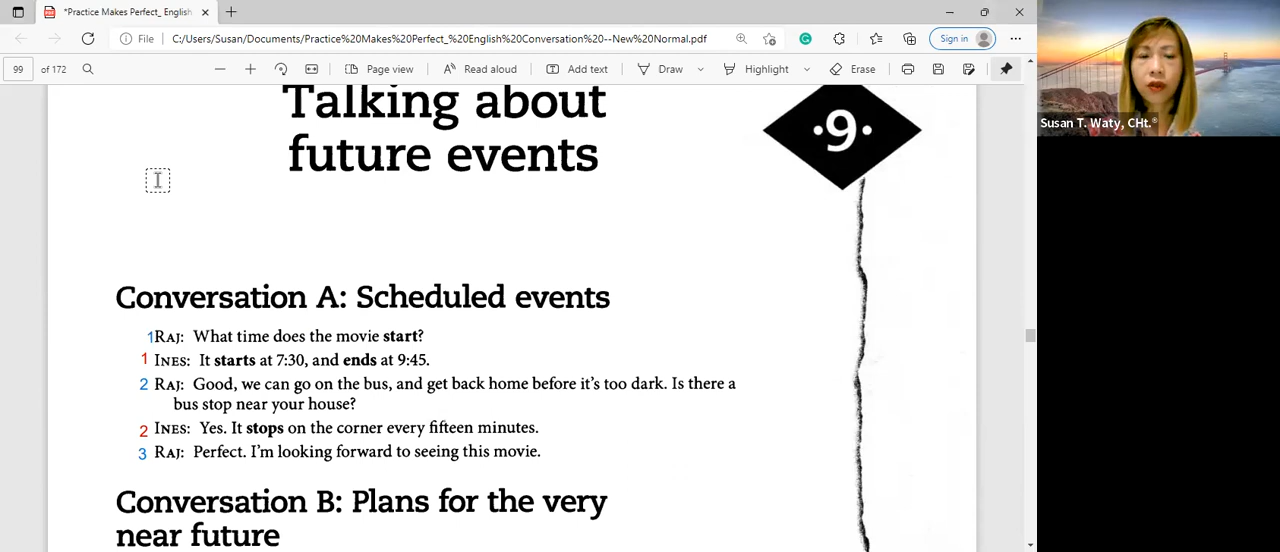 *Practice Makes Perfect_ English
File
C:/Users/Susan/Documents/Practice%20Makes%20Perfect_%20English%20Conversation%20--New%20Normal.pdf
Sign in
99 of 172
Page view
Read aloud
Add text
Draw
Highlight
Erase
Susan T. Waty, CHt.®
Talking about
future events
·9·
Conversation A: Scheduled events
1 RAJ: What time does the movie start?
1 INES: It starts at 7:30, and ends at 9:45.
2 RAJ: Good, we can go on the bus, and get back home before it's too dark. Is there a
bus stop near your house?
2 INES: Yes. It stops on the corner every fifteen minutes.
3 RAJ: Perfect. I'm looking forward to seeing this movie.
Conversation B: Plans for the very
near future